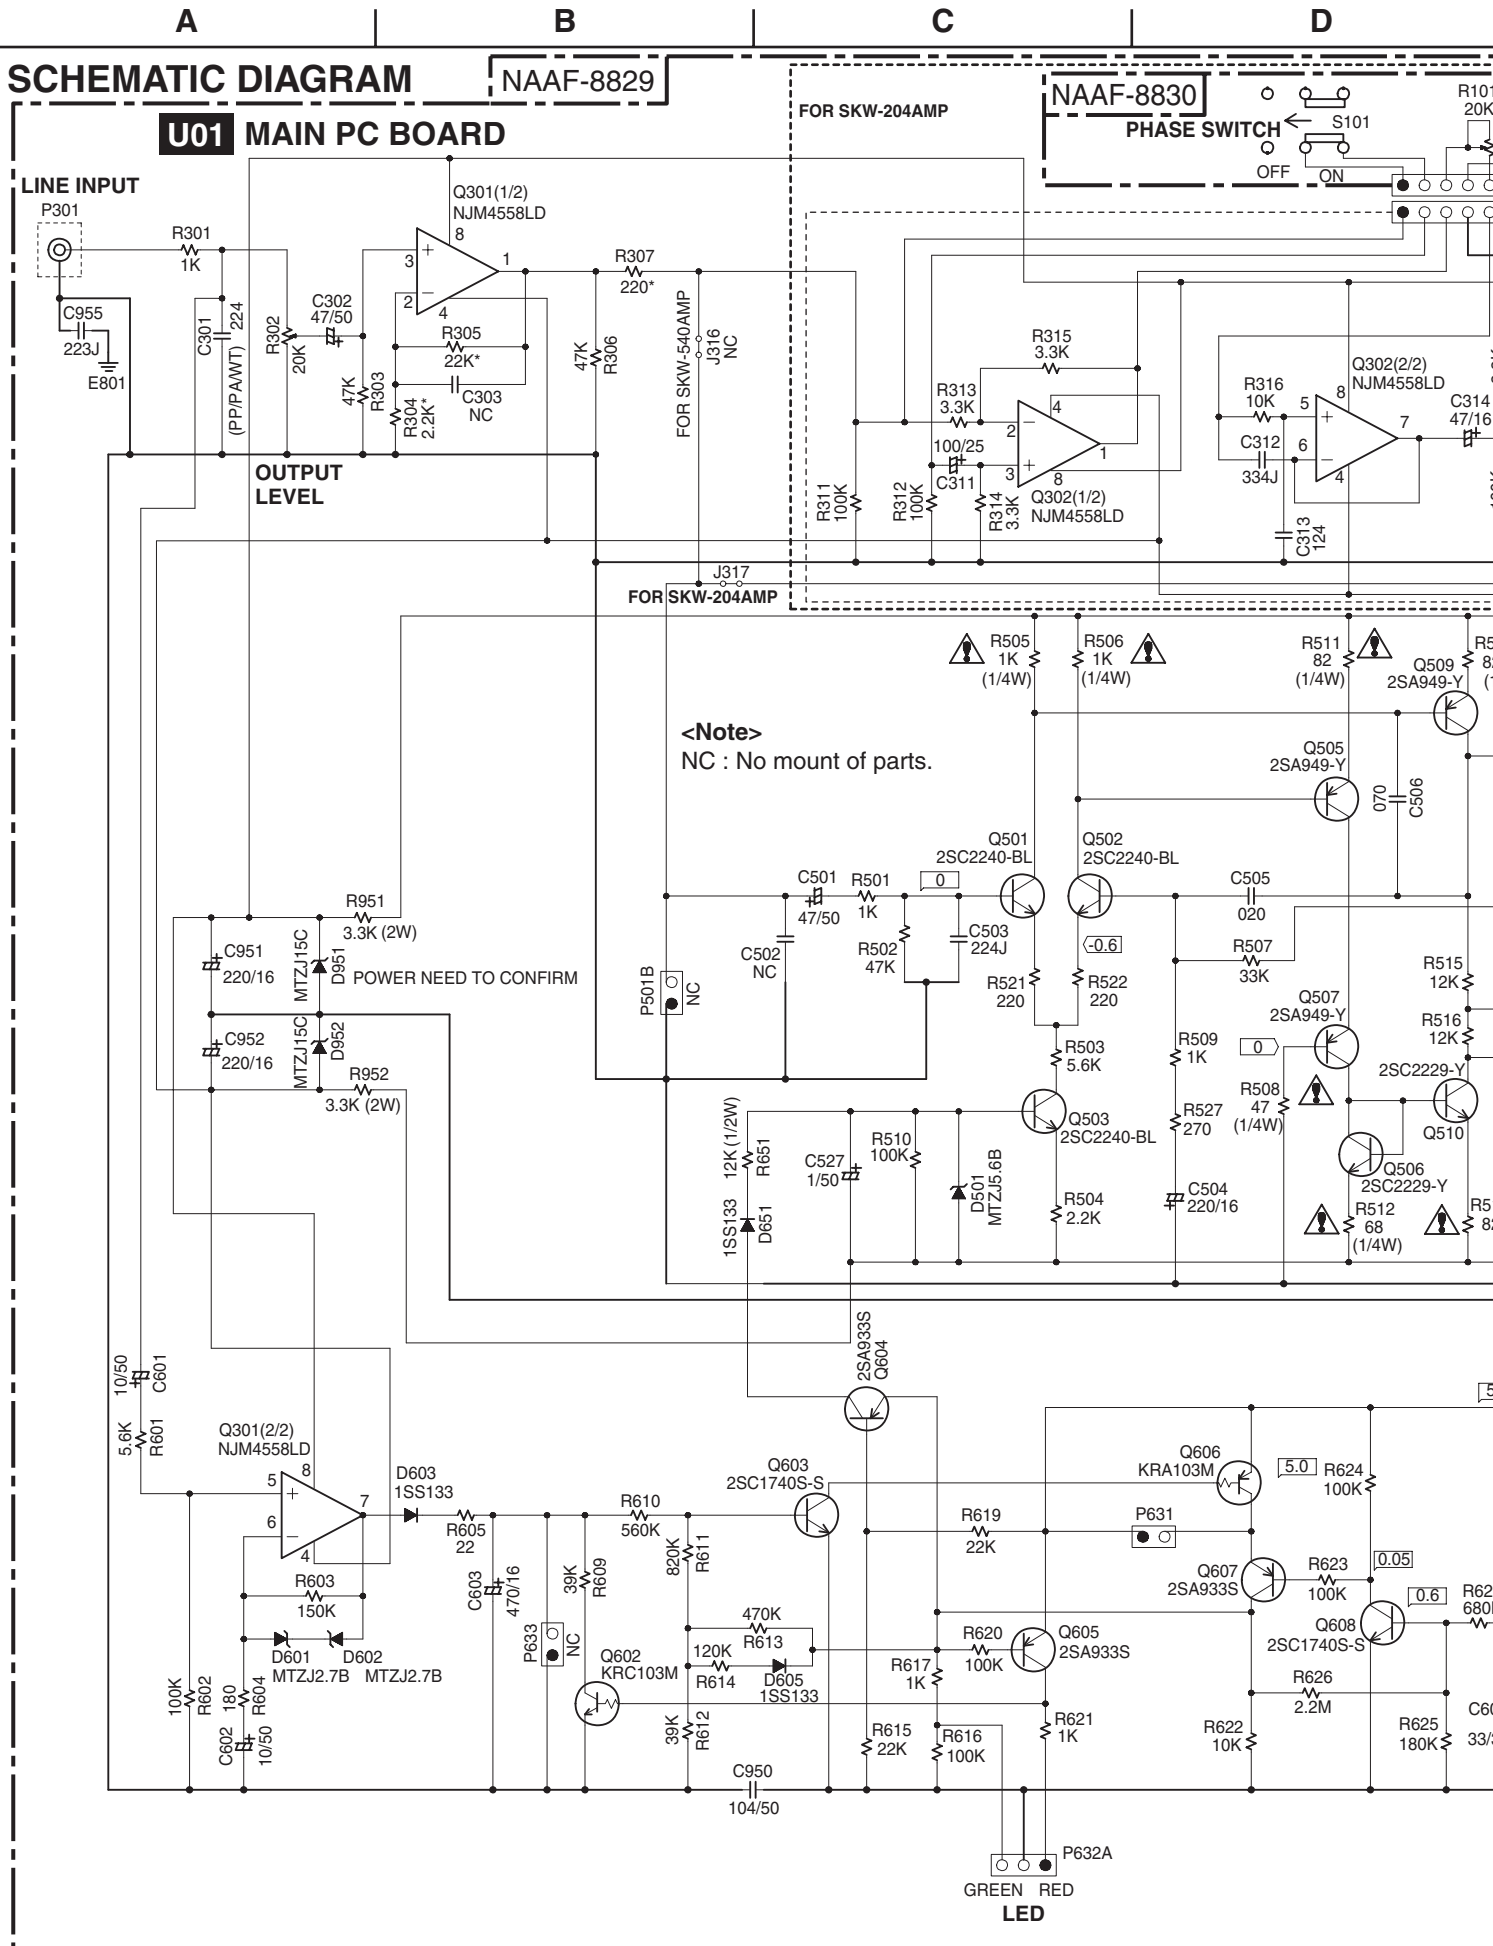 A B C D
SCHEMATIC DIAGRAM
NAAF-8829
U01 MAIN PC BOARD
FOR SKW-204AMP
NAAF-8830
PHASE SWITCH
S101
OFF
ON
R101
20K
LINE INPUT
P301
R301
1K
C955
223J
E801
C301
224
(PP/PA/WT)
R302
20K
C302
47/50
47K
R303
Q301(1/2)
NJM4558LD
8
3
+
2
−
4
1
R305
22K*
C303
NC
R304
2.2K*
47K
R306
R307
220*
FOR SKW-540AMP
J316
NC
OUTPUT
LEVEL
R315
3.3K
R313
3.3K
100/25
C311
R311
100K
R312
100K
R314
3.3K
4
2
−
3
+
8
1
Q302(1/2)
NJM4558LD
R316
10K
C312
334J
C313
124
Q302(2/2)
NJM4558LD
8
5
+
6
−
4
7
C314
47/16
J317
FOR SKW-204AMP
R505
1K
(1/4W)
R506
1K
(1/4W)
R511
82
(1/4W)
Q509
2SA949-Y
<Note>
NC : No mount of parts.
Q505
2SA949-Y
070
C506
Q501
2SC2240-BL
Q502
2SC2240-BL
C501
47/50
R501
1K
0
C502
NC
R502
47K
C503
224J
-0.6
C505
020
R507
33K
R951
3.3K (2W)
C951
220/16
MTZJ15C
D951
POWER NEED TO CONFIRM
C952
220/16
MTZJ15C
D952
R952
3.3K (2W)
P501B
NC
R521
220
R522
220
R503
5.6K
R509
1K
Q507
2SA949-Y
0
R508
47
(1/4W)
R515
12K
R516
12K
2SC2229-Y
Q510
12K (1/2W)
R651
1SS133
D651
C527
1/50
R510
100K
D501
MTZJ5.6B
Q503
2SC2240-BL
R504
2.2K
R527
270
C504
220/16
Q506
2SC2229-Y
R512
68
(1/4W)
10/50
C601
5.6K
R601
2SA933S
Q604
Q301(2/2)
NJM4558LD
8
5
+
6
−
4
7
D603
1SS133
R605
22
R603
150K
D601
MTZJ2.7B
D602
MTZJ2.7B
100K
R602
180
R604
C602
10/50
C603
470/16
P633
NC
39K
R609
Q602
KRC103M
R610
560K
820K
R611
470K
R613
120K
R614
D605
1SS133
39K
R612
C950
104/50
Q603
2SC1740S-S
R619
22K
Q606
KRA103M
5.0
R624
100K
P631
Q607
2SA933S
R623
100K
0.05
0.6
Q608
2SC1740S-S
R620
100K
Q605
2SA933S
R617
1K
R615
22K
R616
100K
R621
1K
R626
2.2M
R622
10K
R625
180K
P632A
GREEN RED
LED